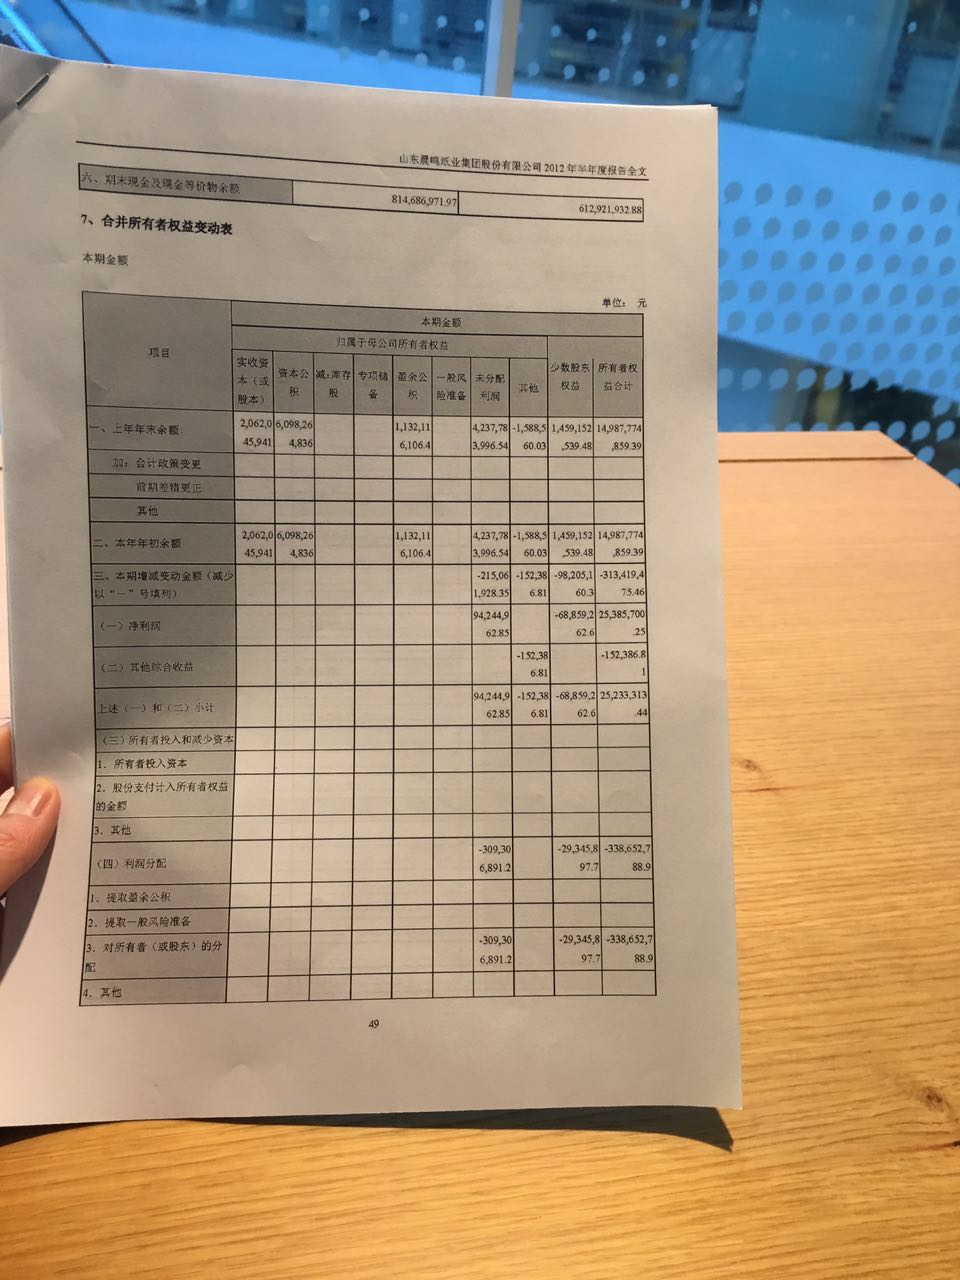 山东晨鸣纸业集团股份有限公司 2012 年半年度报告全文
六、期末现金及现金等价物余额 814,686,971.97 612,921,932.88
7、合并所有者权益变动表
本期金额
单位： 元
项目
本期金额
归属于母公司所有者权益
实收资本（或股本）
资本公积
减:库存股
专项储备
盈余公积
一般风险准备
未分配利润
其他
少数股东权益
所有者权益合计
一、上年年末余额 2,062,045,941 6,098,264,836 1,132,116,106.4 4,237,783,996.54 -1,588,560.03 1,459,152,539.48 14,987,774,859.39
加：会计政策变更
前期差错更正
其他
二、本年年初余额 2,062,045,941 6,098,264,836 1,132,116,106.4 4,237,783,996.54 -1,588,560.03 1,459,152,539.48 14,987,774,859.39
三、本期增减变动金额（减少以“－”号填列） -215,061,928.35 -152,386.81 -98,205,160.3 -313,419,475.46
（一）净利润 94,244,962.85 -68,859,262.6 25,385,700.25
（二）其他综合收益 -152,386.81 -152,386.81
上述（一）和（二）小计 94,244,962.85 -152,386.81 -68,859,262.6 25,233,313.44
（三）所有者投入和减少资本
1．所有者投入资本
2．股份支付计入所有者权益的金额
3．其他
（四）利润分配 -309,306,891.2 -29,345,897.7 -338,652,788.9
1．提取盈余公积
2．提取一般风险准备
3．对所有者（或股东）的分配 -309,306,891.2 -29,345,897.7 -338,652,788.9
4．其他
49